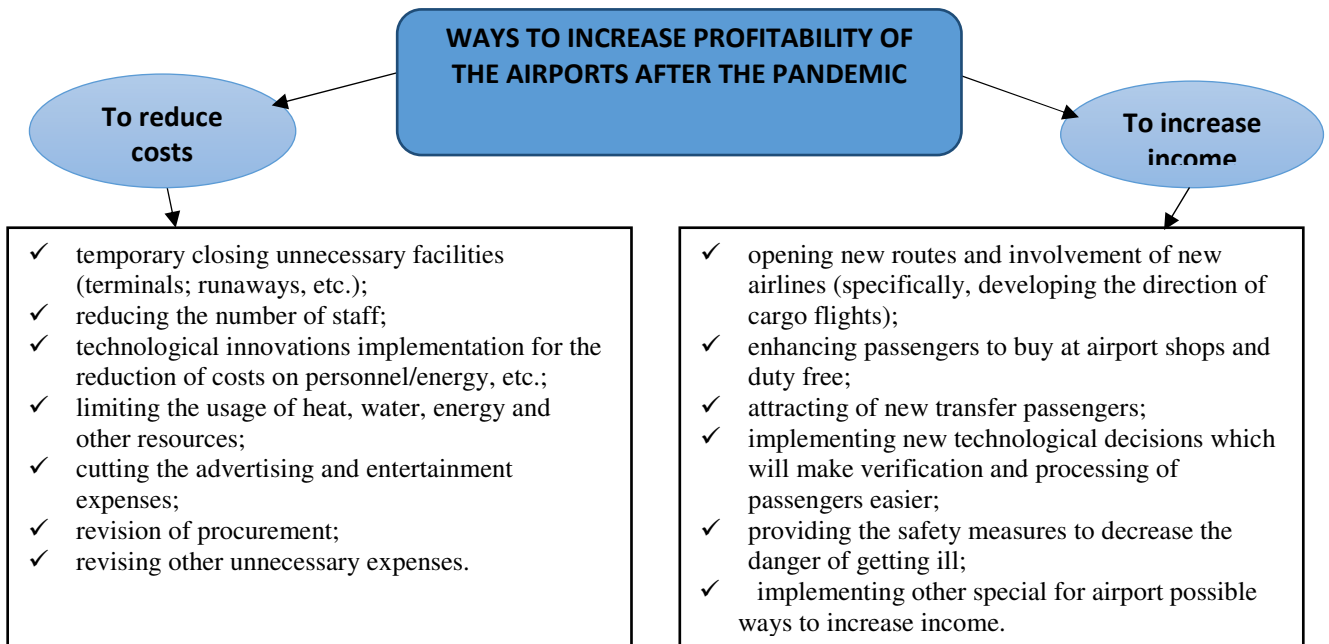 WAYS TO INCREASE PROFITABILITY OF
THE AIRPORTS AFTER THE PANDEMIC
To reduce
costs
To increase
income
✓ temporary closing unnecessary facilities
(terminals; runaways, etc.);
✓ reducing the number of staff;
✓ technological innovations implementation for the
reduction of costs on personnel/energy, etc.;
✓ limiting the usage of heat, water, energy and
other resources;
✓ cutting the advertising and entertainment
expenses;
✓ revision of procurement;
✓ revising other unnecessary expenses.
✓ opening new routes and involvement of new
airlines (specifically, developing the direction of
cargo flights);
✓ enhancing passengers to buy at airport shops and
duty free;
✓ attracting of new transfer passengers;
✓ implementing new technological decisions which
will make verification and processing of
passengers easier;
✓ providing the safety measures to decrease the
danger of getting ill;
✓ implementing other special for airport possible
ways to increase income.